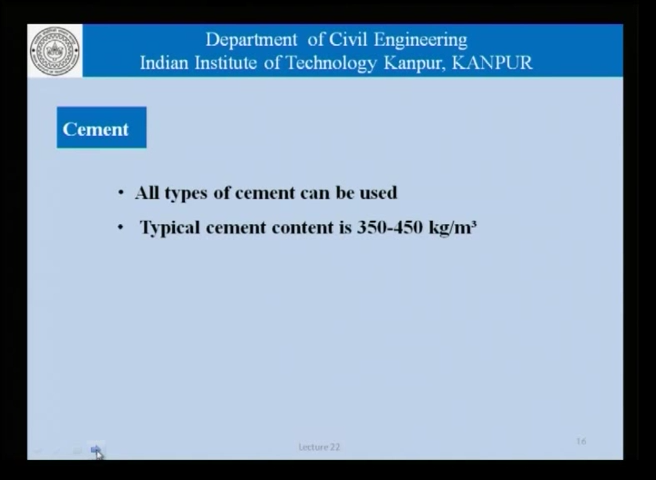 Department of Civil Engineering
Indian Institute of Technology Kanpur, KANPUR
Cement
• All types of cement can be used
• Typical cement content is 350-450 kg/m³
Lecture 22
16